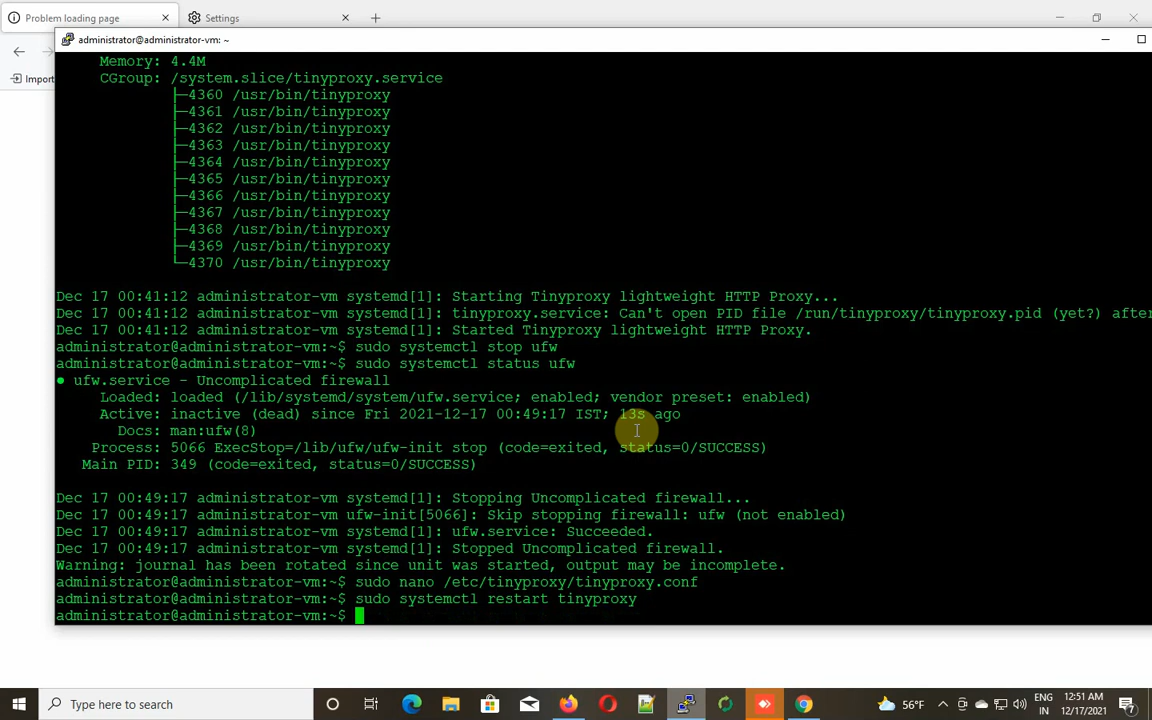 Problem loading page
Settings
administrator@administrator-vm: ~
Import
Memory: 4.4M
CGroup: /system.slice/tinyproxy.service
├─4360 /usr/bin/tinyproxy
├─4361 /usr/bin/tinyproxy
├─4362 /usr/bin/tinyproxy
├─4363 /usr/bin/tinyproxy
├─4364 /usr/bin/tinyproxy
├─4365 /usr/bin/tinyproxy
├─4366 /usr/bin/tinyproxy
├─4367 /usr/bin/tinyproxy
├─4368 /usr/bin/tinyproxy
├─4369 /usr/bin/tinyproxy
└─4370 /usr/bin/tinyproxy
Dec 17 00:41:12 administrator-vm systemd[1]: Starting Tinyproxy lightweight HTTP Proxy...
Dec 17 00:41:12 administrator-vm systemd[1]: tinyproxy.service: Can't open PID file /run/tinyproxy/tinyproxy.pid (yet?) after
Dec 17 00:41:12 administrator-vm systemd[1]: Started Tinyproxy lightweight HTTP Proxy.
administrator@administrator-vm:~$ sudo systemctl stop ufw
administrator@administrator-vm:~$ sudo systemctl status ufw
● ufw.service - Uncomplicated firewall
Loaded: loaded (/lib/systemd/system/ufw.service; enabled; vendor preset: enabled)
Active: inactive (dead) since Fri 2021-12-17 00:49:17 IST; 13s ago
Docs: man:ufw(8)
Process: 5066 ExecStop=/lib/ufw/ufw-init stop (code=exited, status=0/SUCCESS)
Main PID: 349 (code=exited, status=0/SUCCESS)
Dec 17 00:49:17 administrator-vm systemd[1]: Stopping Uncomplicated firewall...
Dec 17 00:49:17 administrator-vm ufw-init[5066]: Skip stopping firewall: ufw (not enabled)
Dec 17 00:49:17 administrator-vm systemd[1]: ufw.service: Succeeded.
Dec 17 00:49:17 administrator-vm systemd[1]: Stopped Uncomplicated firewall.
Warning: journal has been rotated since unit was started, output may be incomplete.
administrator@administrator-vm:~$ sudo nano /etc/tinyproxy/tinyproxy.conf
administrator@administrator-vm:~$ sudo systemctl restart tinyproxy
administrator@administrator-vm:~$
Type here to search
56°F
ENG
IN
12:51 AM
12/17/2021
7